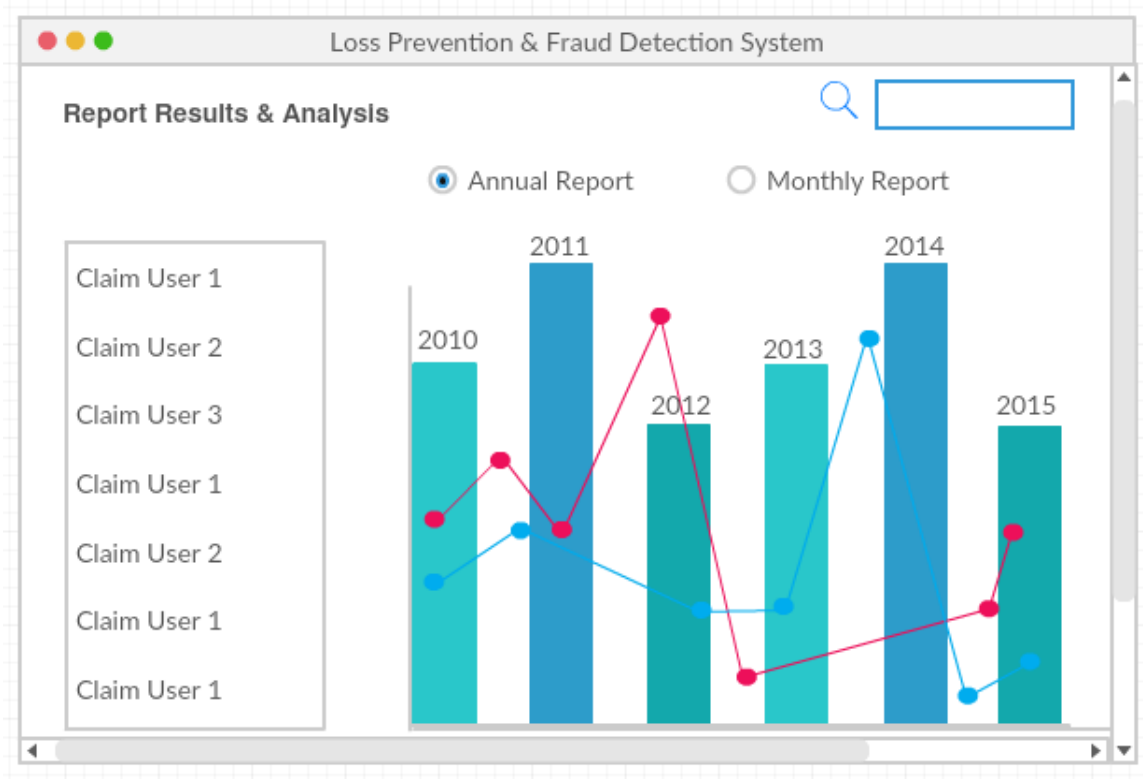 Loss Prevention & Fraud Detection System
Report Results & Analysis
Annual Report
Monthly Report
Claim User 1
Claim User 2
Claim User 3
Claim User 1
Claim User 2
Claim User 1
Claim User 1
2010
2011
2012
2013
2014
2015